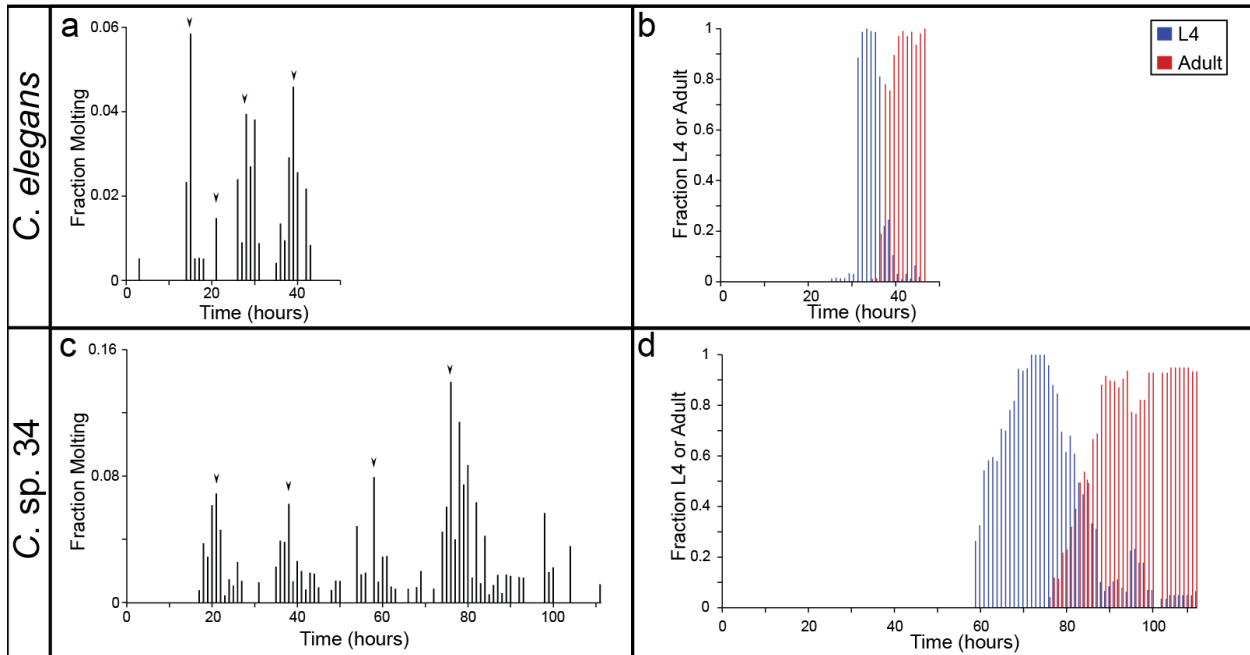 C. elegans
a
0.06
0.04
0.02
0
Fraction Molting
0
20
40
Time (hours)
b
1
0.8
0.6
0.4
0.2
0
Fraction L4 or Adult
0
20
40
Time (hours)
L4
Adult
C. sp. 34
c
0.16
0.08
0
Fraction Molting
0
20
40
60
80
100
Time (hours)
d
1
0.8
0.6
0.4
0.2
0
Fraction L4 or Adult
0
20
40
60
80
100
Time (hours)